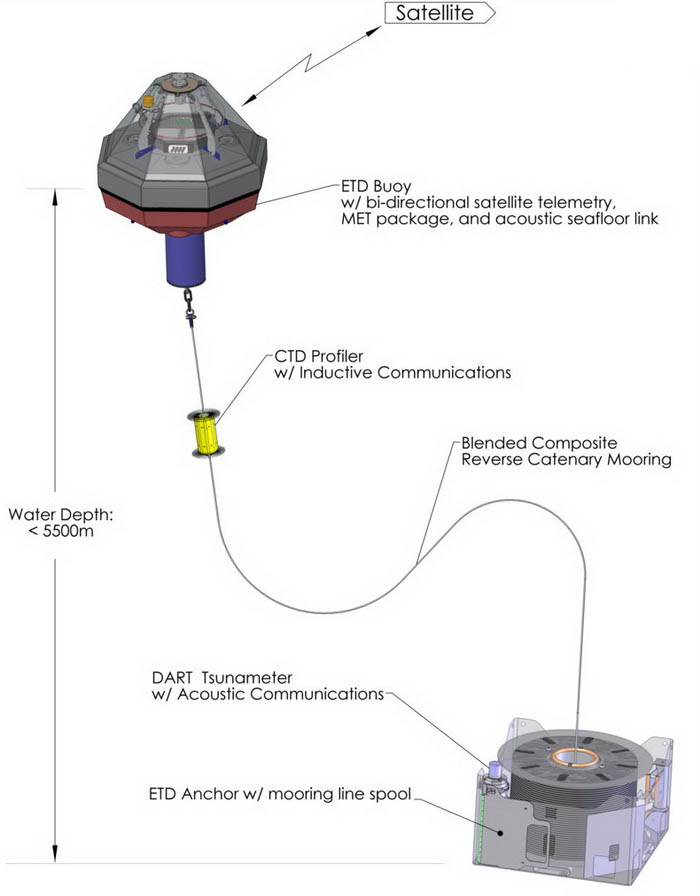 Satellite
ETD Buoy
w/ bi-directional satellite telemetry,
MET package, and acoustic seafloor link
CTD Profiler
w/ Inductive Communications
Blended Composite
Reverse Catenary Mooring
Water Depth:
< 5500m
DART Tsunameter
w/ Acoustic Communications
ETD Anchor w/ mooring line spool